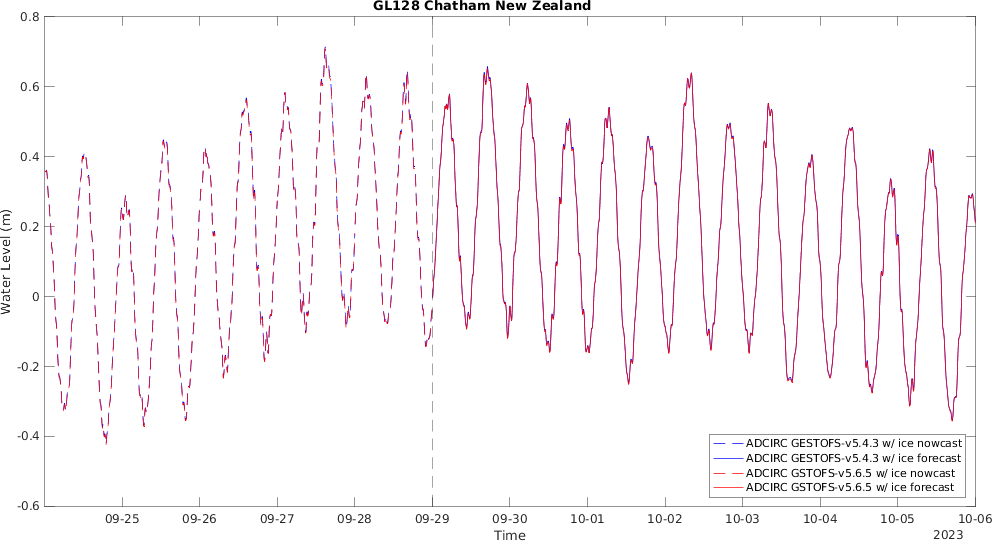 GL128 Chatham New Zealand
0.8
0.6
0.4
0.2
0
-0.2
-0.4
-0.6
Water Level (m)
ADCIRC GESTOFS-v5.4.3 w/ ice nowcast
ADCIRC GESTOFS-v5.4.3 w/ ice forecast
ADCIRC GSTOFS-v5.6.5 w/ ice nowcast
ADCIRC GSTOFS-v5.6.5 w/ ice forecast
09-25 09-26 09-27 09-28 09-29 09-30 10-01 10-02 10-03 10-04 10-05 10-06
Time
2023